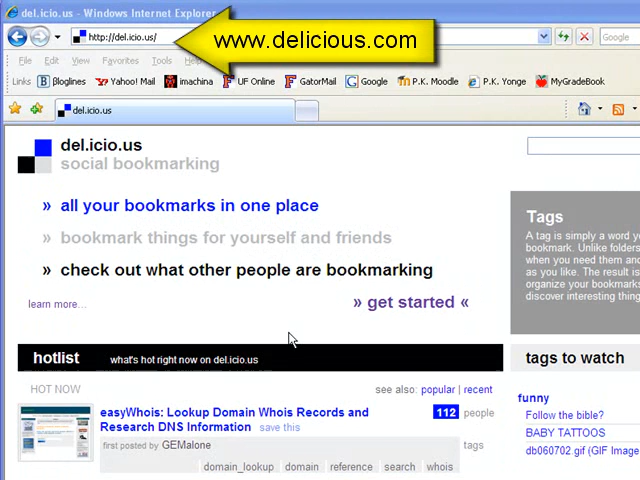 del.icio.us - Windows Internet Explorer
http://del.icio.us/
www.delicious.com
Google
File Edit View Favorites Tools
Links Bloglines Yahoo! Mail imachina UF Online GatorMail Google P.K. Moodle P.K. Yonge MyGradeBook
del.icio.us
del.icio.us
social bookmarking
» all your bookmarks in one place
» bookmark things for yourself and friends
» check out what other people are bookmarking
learn more...
» get started «
Tags
A tag is simply a word yo
bookmark. Unlike folders
when you need them and
as you like. The result is
organize your bookmarks
discover interesting thing
hotlist what's hot right now on del.icio.us
tags to watch
HOT NOW see also: popular | recent
easyWhois: Lookup Domain Whois Records and
Research DNS Information save this
112 people
first posted by GEMalone
tags
domain_lookup domain reference search whois
funny
Follow the bible?
BABY TATTOOS
db060702.gif (GIF Image